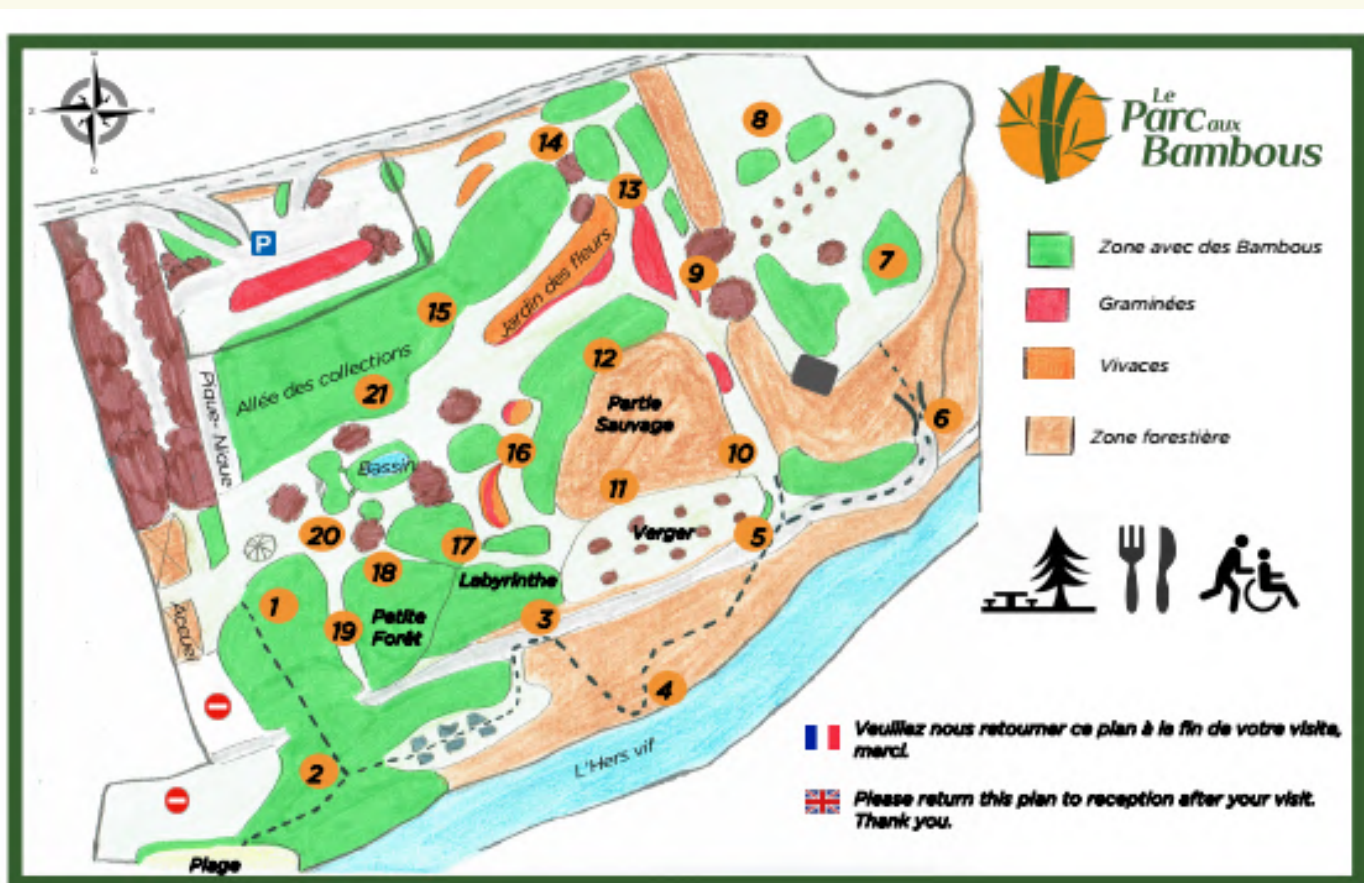 Le
Parc aux
Bambous
Zone avec des Bambous
Graminées
Vivaces
Zone forestière
P
Pique-Nique
Accueil
Allée des collections
Jardin des fleurs
Bassin
Partie
Sauvage
Verger
Labyrinthe
Petite
Forêt
L'Hers vif
Plage
1
2
3
4
5
6
7
8
9
10
11
12
13
14
15
16
17
18
19
20
21
Veuillez nous retourner ce plan à la fin de votre visite,
merci.
Please return this plan to reception after your visit.
Thank you.